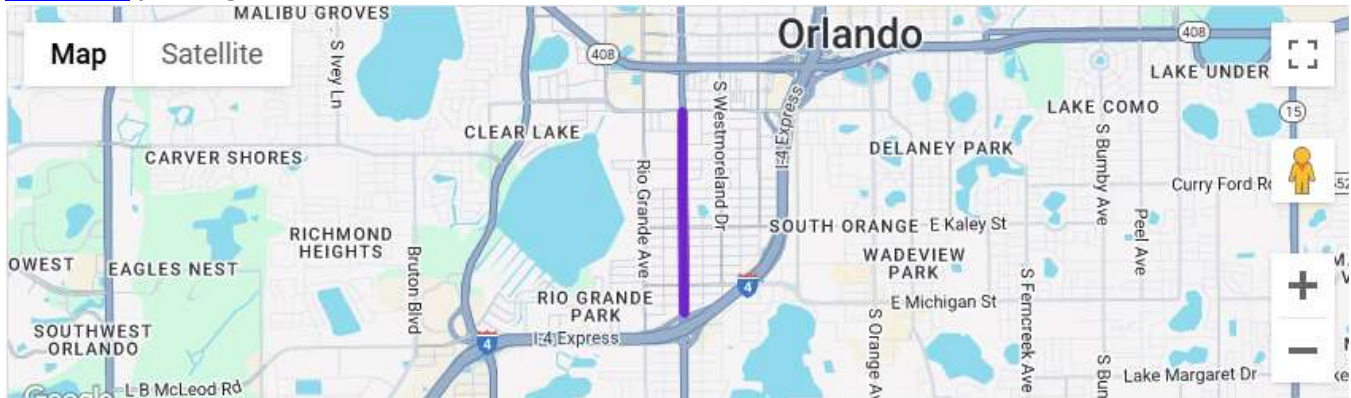 MALIBU GROVES
Map
Satellite
S Ivey Ln
408
Orlando
408
LAKE UNDER
S Westmoreland Dr
I-4 Express
LAKE COMO
15
CLEAR LAKE
CARVER SHORES
Rio Grande Ave
DELANEY PARK
S Bumby Ave
Curry Ford
RICHMOND
HEIGHTS
SOUTH ORANGE
E Kaley St
Peel Ave
OWEST
EAGLES NEST
Bruton Blvd
WADEVIEW
PARK
4
RIO GRANDE
PARK
E Michigan St
S Ferncreek Ave
SOUTHWEST
ORLANDO
4
I-4 Express
S Orange Av
S Bun
L B McLeod Rd
Lake Margaret Dr
Google